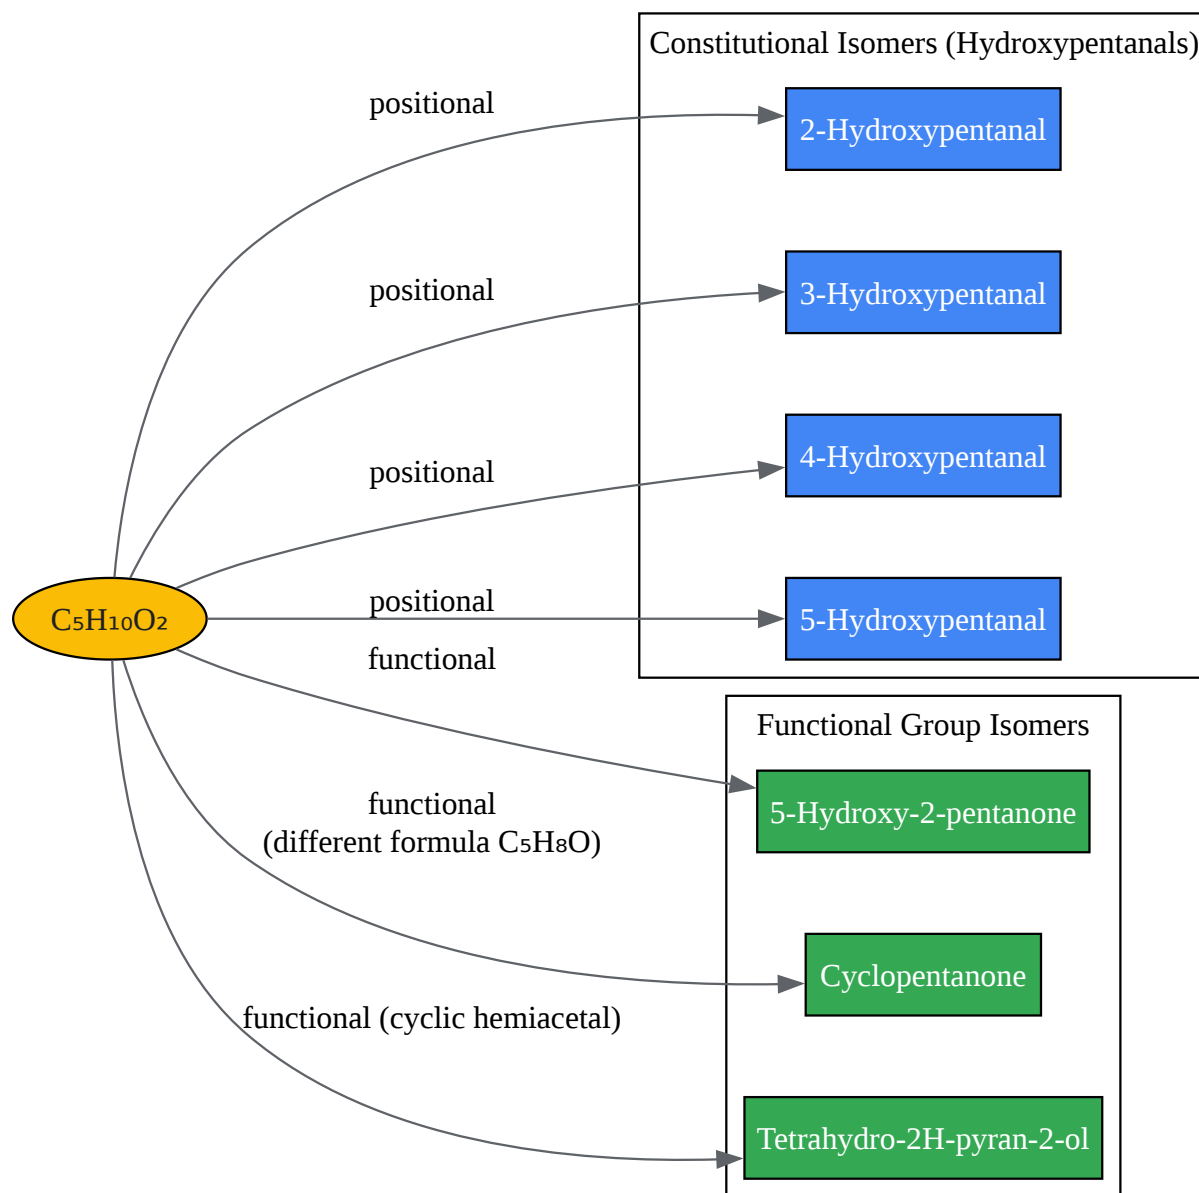 Constitutional Isomers (Hydroxypentanals)
positional
2-Hydroxypentanal
positional
3-Hydroxypentanal
positional
4-Hydroxypentanal
C₅H₁₀O₂
positional
5-Hydroxypentanal
functional
Functional Group Isomers
5-Hydroxy-2-pentanone
functional
(different formula C₅H₈O)
Cyclopentanone
functional (cyclic hemiacetal)
Tetrahydro-2H-pyran-2-ol